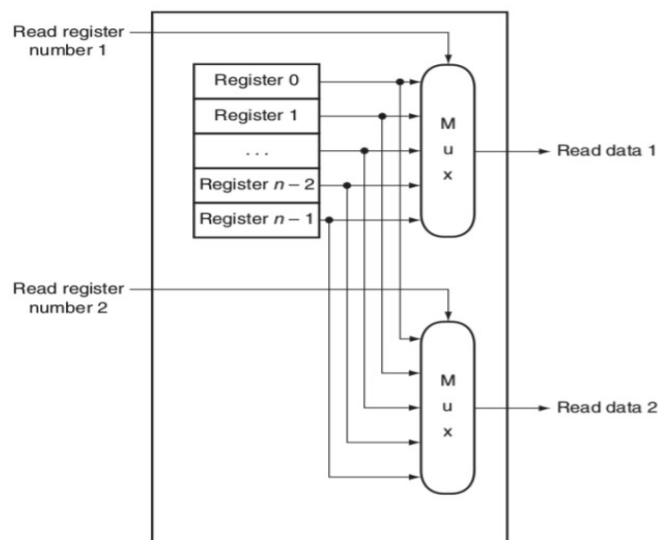 Read register
number 1
Register 0
Register 1
. . .
Register n – 2
Register n – 1
M
u
x
Read data 1
Read register
number 2
M
u
x
Read data 2